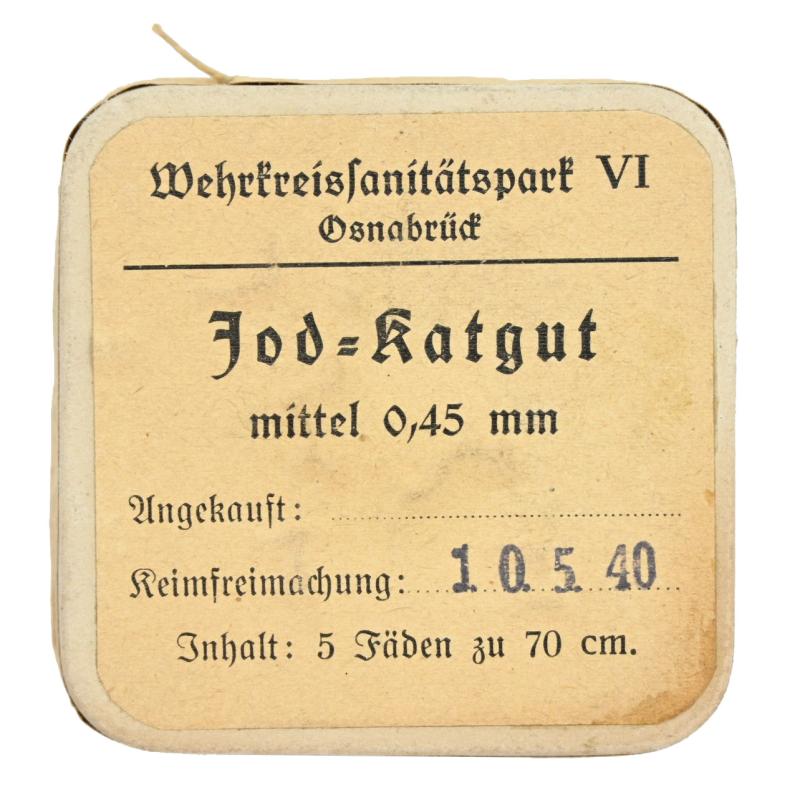 Wehrkreissanitätspark VI
Osnabrück
Jod-Katgut
mittel 0,45 mm
Angekauft:
Keimfreimachung: 10. 5. 40
Inhalt: 5 Fäden zu 70 cm.